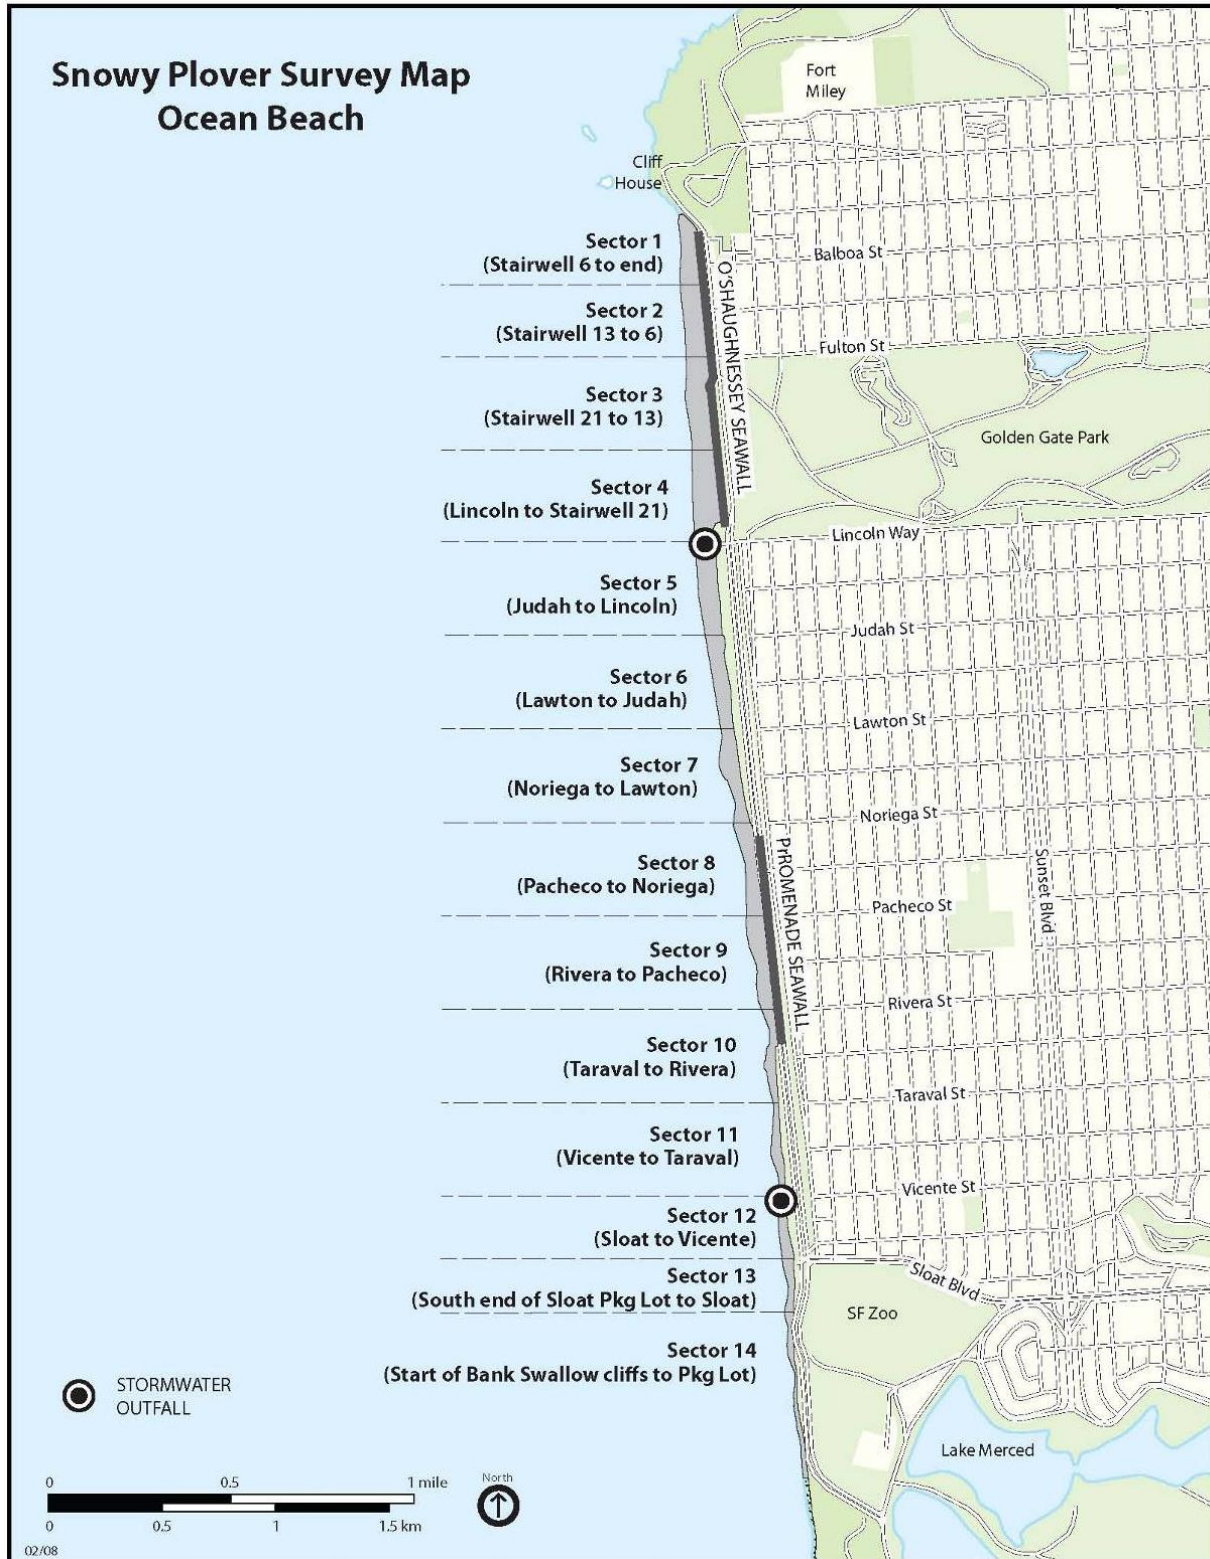 Snowy Plover Survey Map
Ocean Beach
Fort
Miley
Cliff
House
Sector 1
(Stairwell 6 to end)
Balboa St
O'SHAUGHNESSEY SEAWALL
Sector 2
(Stairwell 13 to 6)
Fulton St
Sector 3
(Stairwell 21 to 13)
Golden Gate Park
Sector 4
(Lincoln to Stairwell 21)
Lincoln Way
Sector 5
(Judah to Lincoln)
Judah St
Sector 6
(Lawton to Judah)
Lawton St
Sector 7
(Noriega to Lawton)
Noriega St
PrROMENADE SEAWALL
Sunset Blvd
Sector 8
(Pacheco to Noriega)
Pacheco St
Sector 9
(Rivera to Pacheco)
Rivera St
Sector 10
(Taraval to Rivera)
Taraval St
Sector 11
(Vicente to Taraval)
Vicente St
Sector 12
(Sloat to Vicente)
Sloat Blvd
Sector 13
(South end of Sloat Pkg Lot to Sloat)
SF Zoo
Sector 14
(Start of Bank Swallow cliffs to Pkg Lot)
STORMWATER
OUTFALL
Lake Merced
0 0.5 1 mile
North
0 0.5 1 1.5 km
02/08